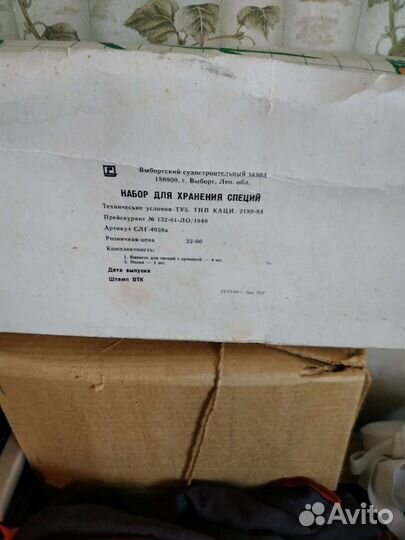 Выборгский судостроительный завод
188900, г. Выборг, Лен. обл.
НАБОР ДЛЯ ХРАНЕНИЯ СПЕЦИЙ
Технические условия ТУ5. ТНП КАЦИ. 2188-84
Прейскурант № 132-01-ЛО/1849
Артикул СЛГ-4059а
Розничная цена 22-00
Комплектность:
1. Емкость для специй с крышкой — 4 шт.
2. Полка — 1 шт.
Дата выпуска
Штамп ОТК
Avito